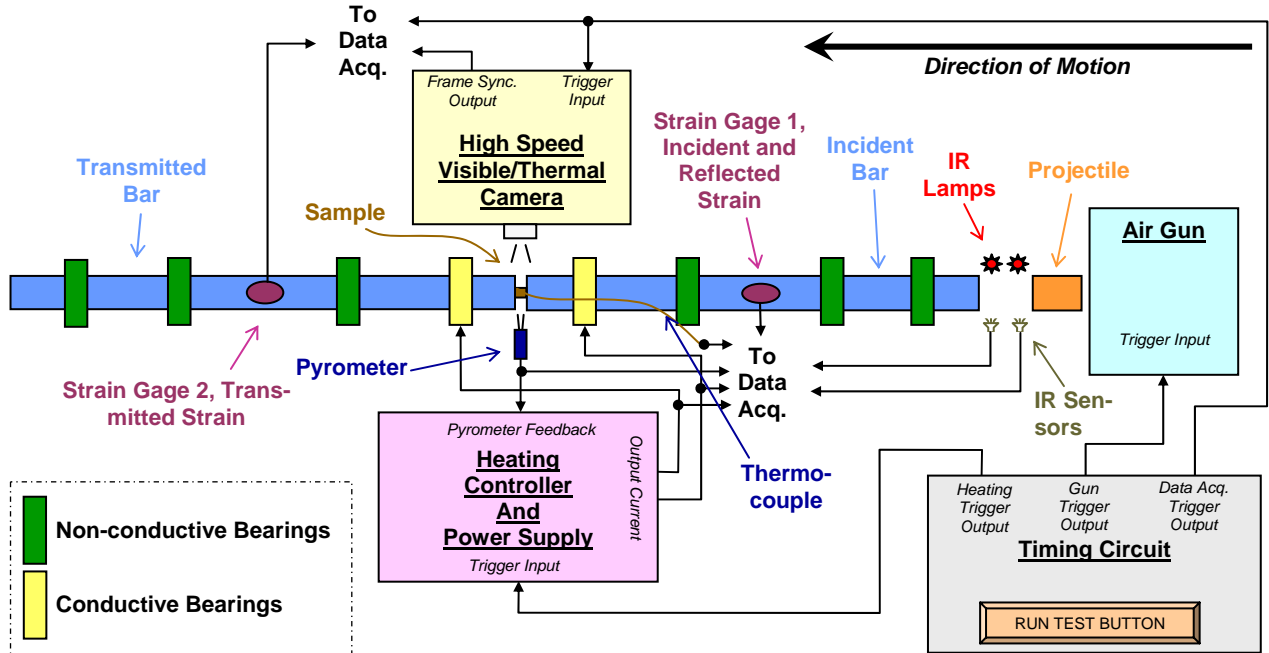 To
Data
Acq.
Direction of Motion
Frame Sync.
Output
Trigger
Input
High Speed
Visible/Thermal
Camera
Strain Gage 1,
Incident and
Reflected
Strain
Incident
Bar
IR
Lamps
Projectile
Transmitted
Bar
Sample
Air Gun
Trigger Input
Pyrometer
To
Data
Acq.
Strain Gage 2, Trans-
mitted Strain
IR Sen-
sors
Pyrometer Feedback
Output Current
Heating
Controller
And
Power Supply
Trigger Input
Thermo-
couple
Heating
Trigger
Output
Gun
Trigger
Output
Data Acq.
Trigger
Output
Timing Circuit
RUN TEST BUTTON
Non-conductive Bearings
Conductive Bearings